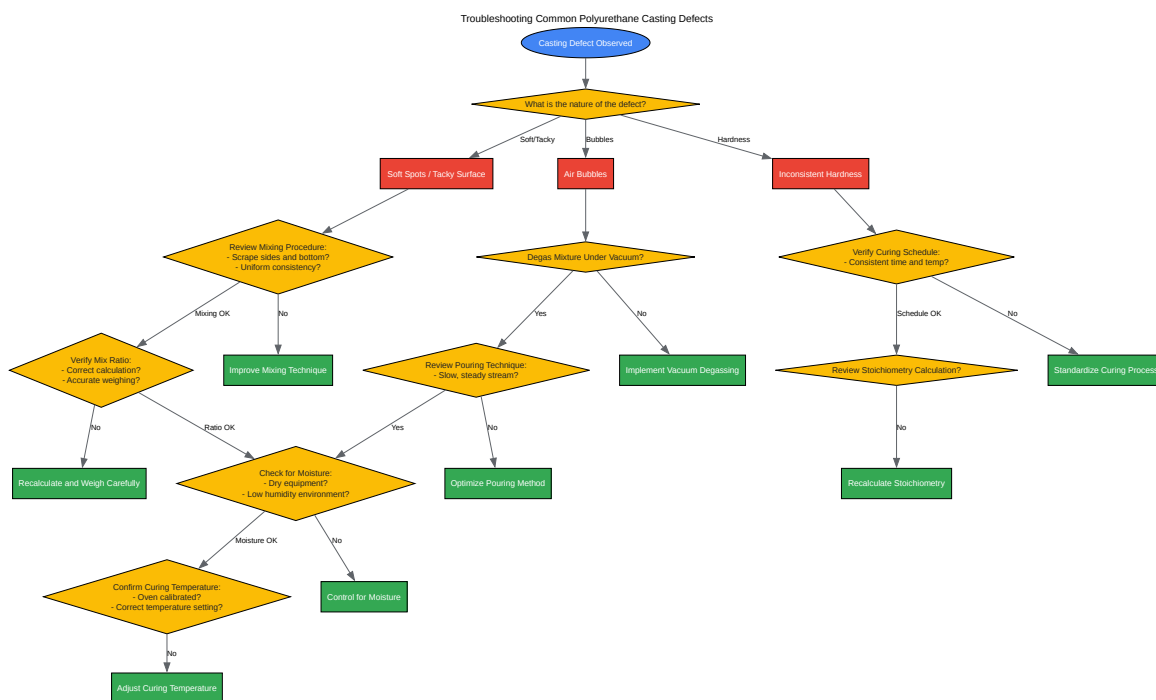 Troubleshooting Common Polyurethane Casting Defects
Casting Defect Observed
What is the nature of the defect?
Soft/Tacky
Bubbles
Hardness
Soft Spots / Tacky Surface
Air Bubbles
Inconsistent Hardness
Review Mixing Procedure:
- Scrape sides and bottom?
- Uniform consistency?
Degas Mixture Under Vacuum?
Verify Curing Schedule:
- Consistent time and temp?
Mixing OK
No
Yes
No
Schedule OK
No
Verify Mix Ratio:
- Correct calculation?
- Accurate weighing?
Improve Mixing Technique
Review Pouring Technique:
- Slow, steady stream?
Implement Vacuum Degassing
Review Stoichiometry Calculation?
Standardize Curing Process
No
Ratio OK
Yes
No
No
Recalculate and Weigh Carefully
Check for Moisture:
- Dry equipment?
- Low humidity environment?
Optimize Pouring Method
Recalculate Stoichiometry
Moisture OK
No
Confirm Curing Temperature:
- Oven calibrated?
- Correct temperature setting?
Control for Moisture
No
Adjust Curing Temperature